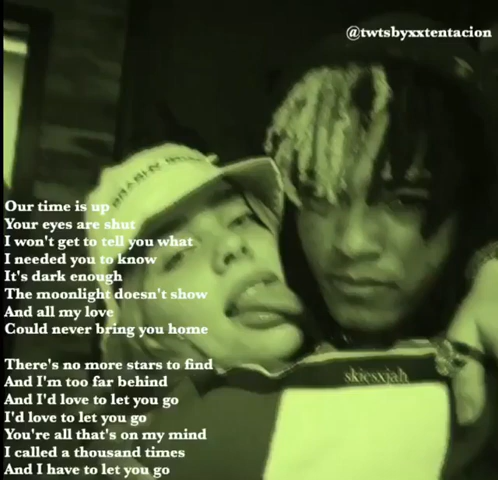 @twtsbyxxtentacion
Our time is up
Your eyes are shut
I won't get to tell you what
I needed you to know
It's dark enough
The moonlight doesn't show
And all my love
Could never bring you home
There's no more stars to find
And I'm too far behind
And I'd love to let you go
I'd love to let you go
You're all that's on my mind
I called a thousand times
And I have to let you go
skiesxjah